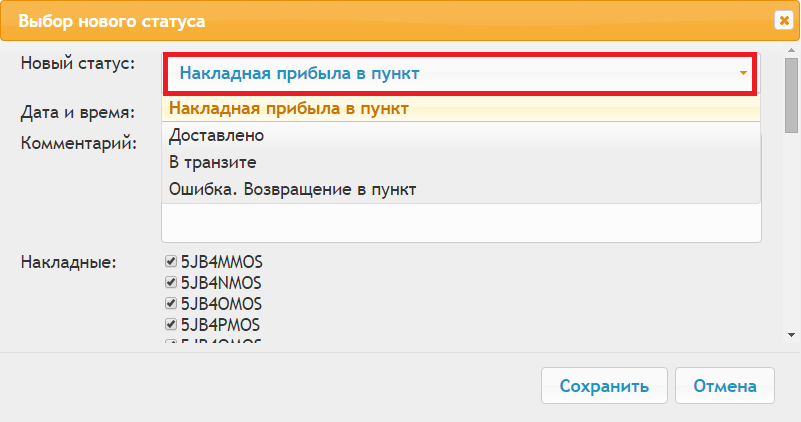 Выбор нового статуса
Новый статус:
Накладная прибыла в пункт
Накладная прибыла в пункт
Дата и время:
Доставлено
Комментарий:
В транзите
Ошибка. Возвращение в пункт
Накладные:
5JB4MMOS
5JB4NMOS
5JB4OMOS
5JB4PMOS
5JB4QMOS
Сохранить
Отмена